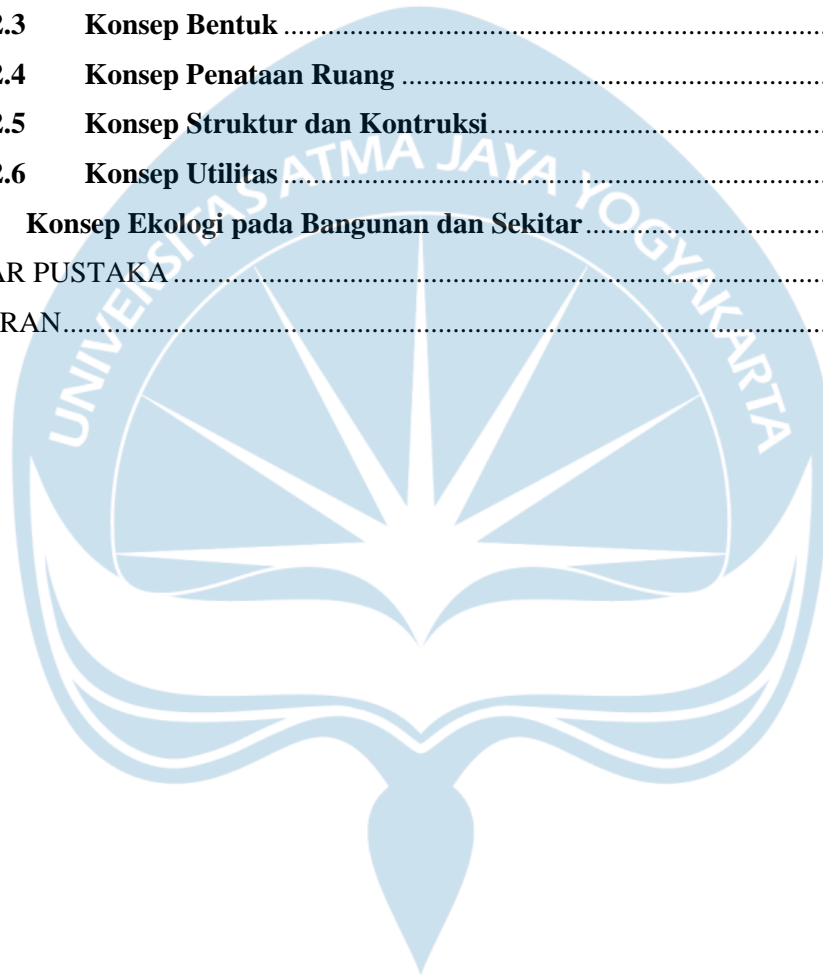 2.3 Konsep Bentuk ....................................................................................
2.4 Konsep Penataan Ruang ....................................................................................
2.5 Konsep Struktur dan Kontruksi ....................................................................................
2.6 Konsep Utilitas ....................................................................................
Konsep Ekologi pada Bangunan dan Sekitar ....................................................................................
AR PUSTAKA ....................................................................................
RAN ....................................................................................
UNIVERSITAS ATMA JAYA YOGYAKARTA